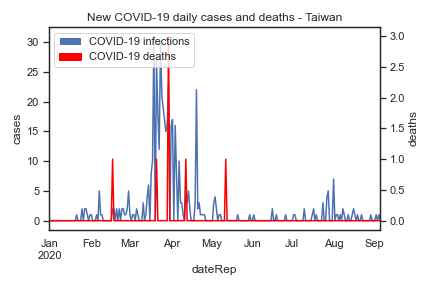 New COVID-19 daily cases and deaths - Taiwan
COVID-19 infections
COVID-19 deaths
30
25
20
15
10
5
0
cases
3.0
2.5
2.0
1.5
1.0
0.5
0.0
deaths
Jan Feb Mar Apr May Jun Jul Aug Sep
2020
dateRep